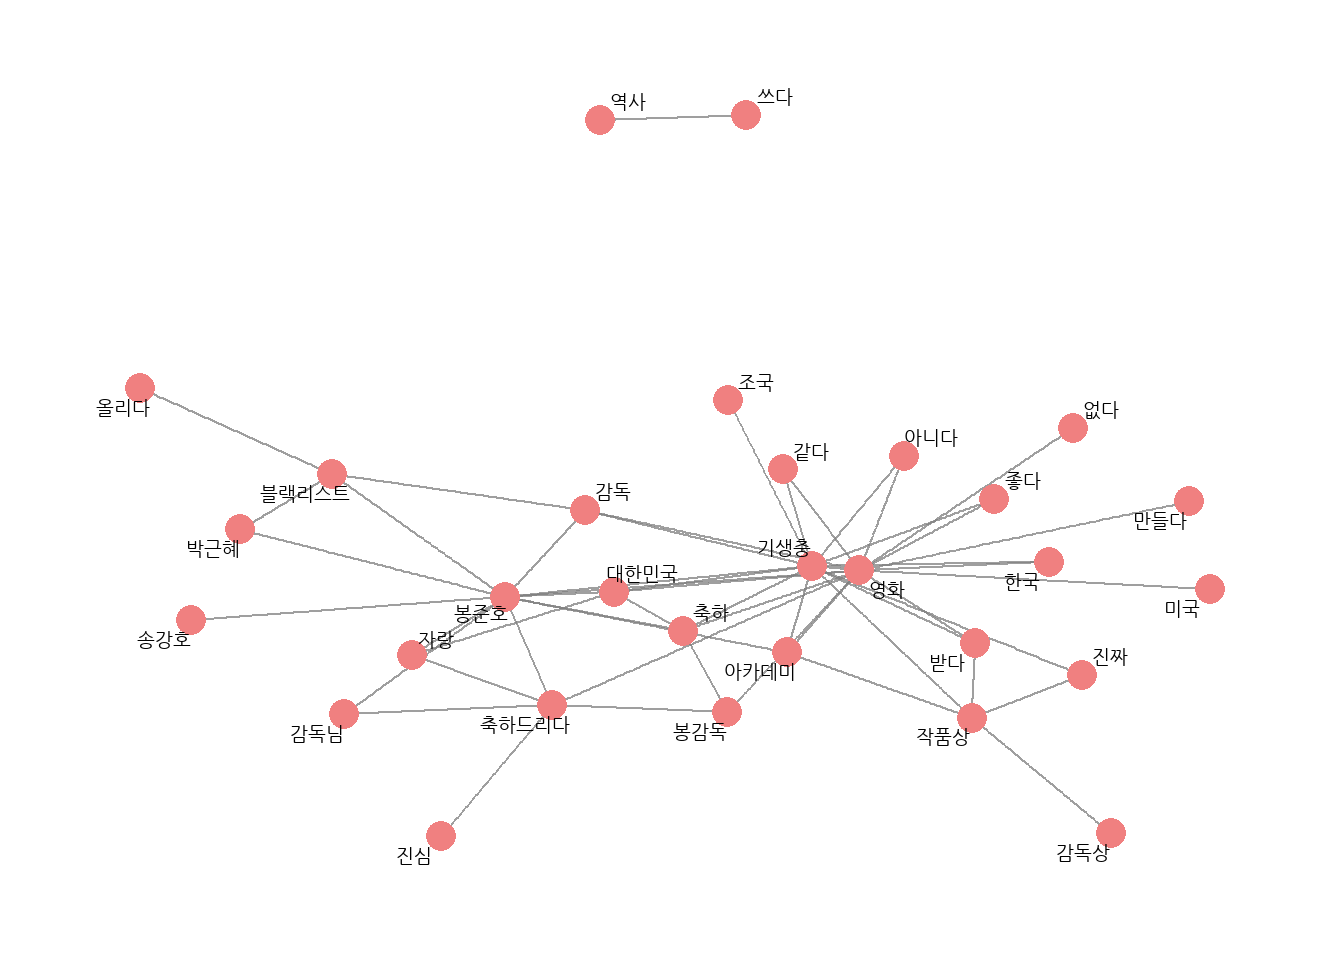 역사
쓰다
조국
올리다
없다
같다
아니다
좋다
블랙리스트
감독
만들다
박근혜
기생충
대한민국
영화
한국
미국
봉준호
축하
송강호
자랑
아카데미
받다
진짜
감독님
축하드리다
봉감독
작품상
진심
감독상